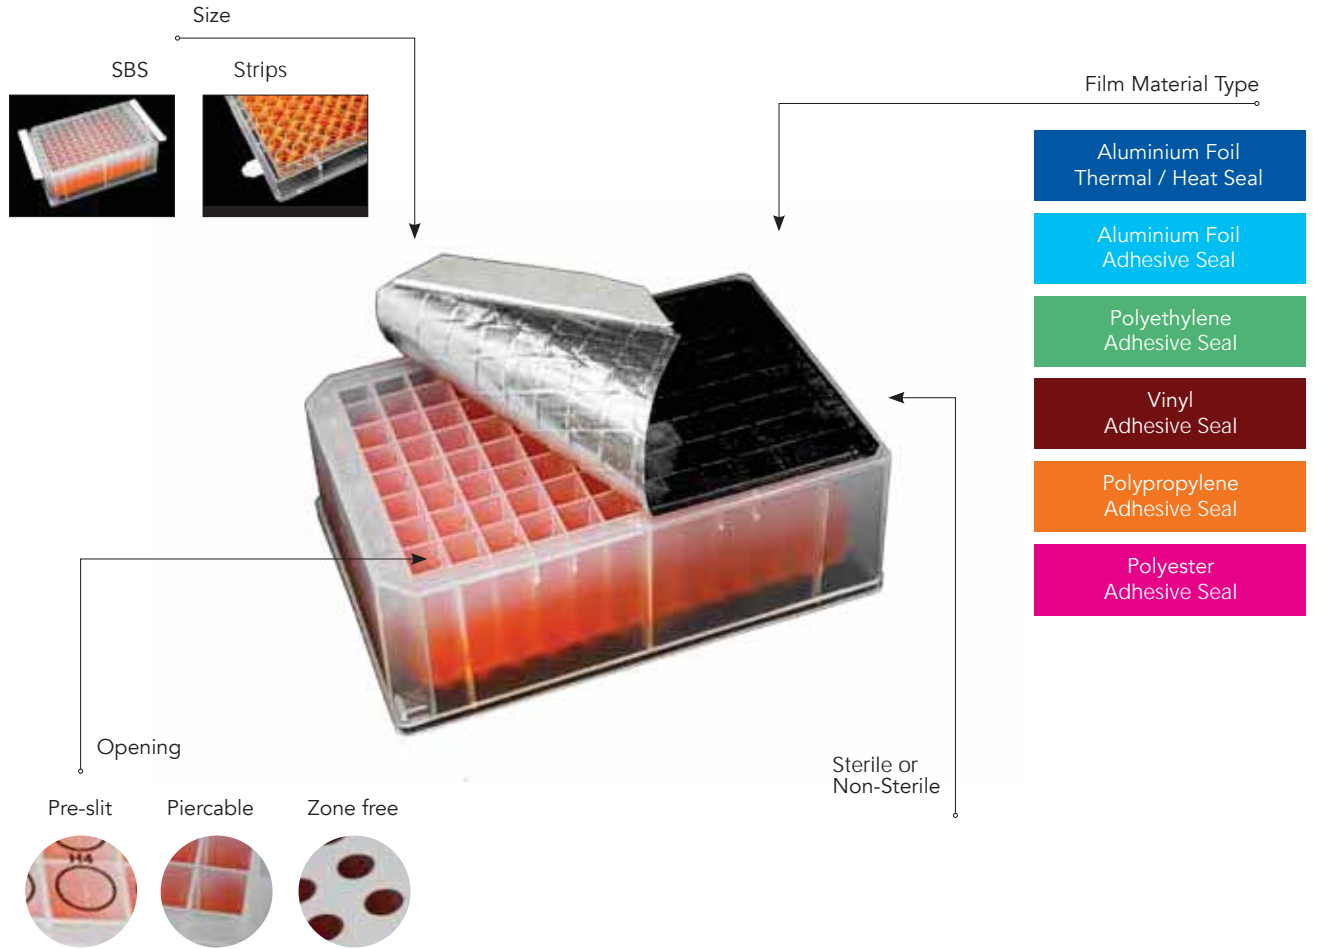 Size
SBS
Strips
Film Material Type
Aluminium Foil
Thermal / Heat Seal
Aluminium Foil
Adhesive Seal
Polyethylene
Adhesive Seal
Vinyl
Adhesive Seal
Polypropylene
Adhesive Seal
Polyester
Adhesive Seal
Opening
Sterile or
Non-Sterile
Pre-slit
Piercable
Zone free
H4